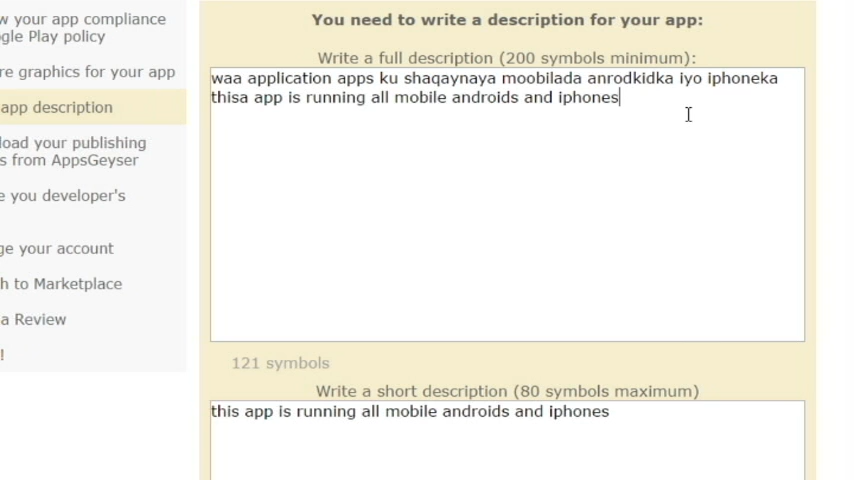 w your app compliance
gle Play policy
re graphics for your app
app description
load your publishing
s from AppsGeyser
e you developer's
ge your account
h to Marketplace
a Review
!
You need to write a description for your app:
Write a full description (200 symbols minimum):
waa application apps ku shaqaynaya moobilada anrodkidka iyo iphoneka
thisa app is running all mobile androids and iphones
121 symbols
Write a short description (80 symbols maximum)
this app is running all mobile androids and iphones